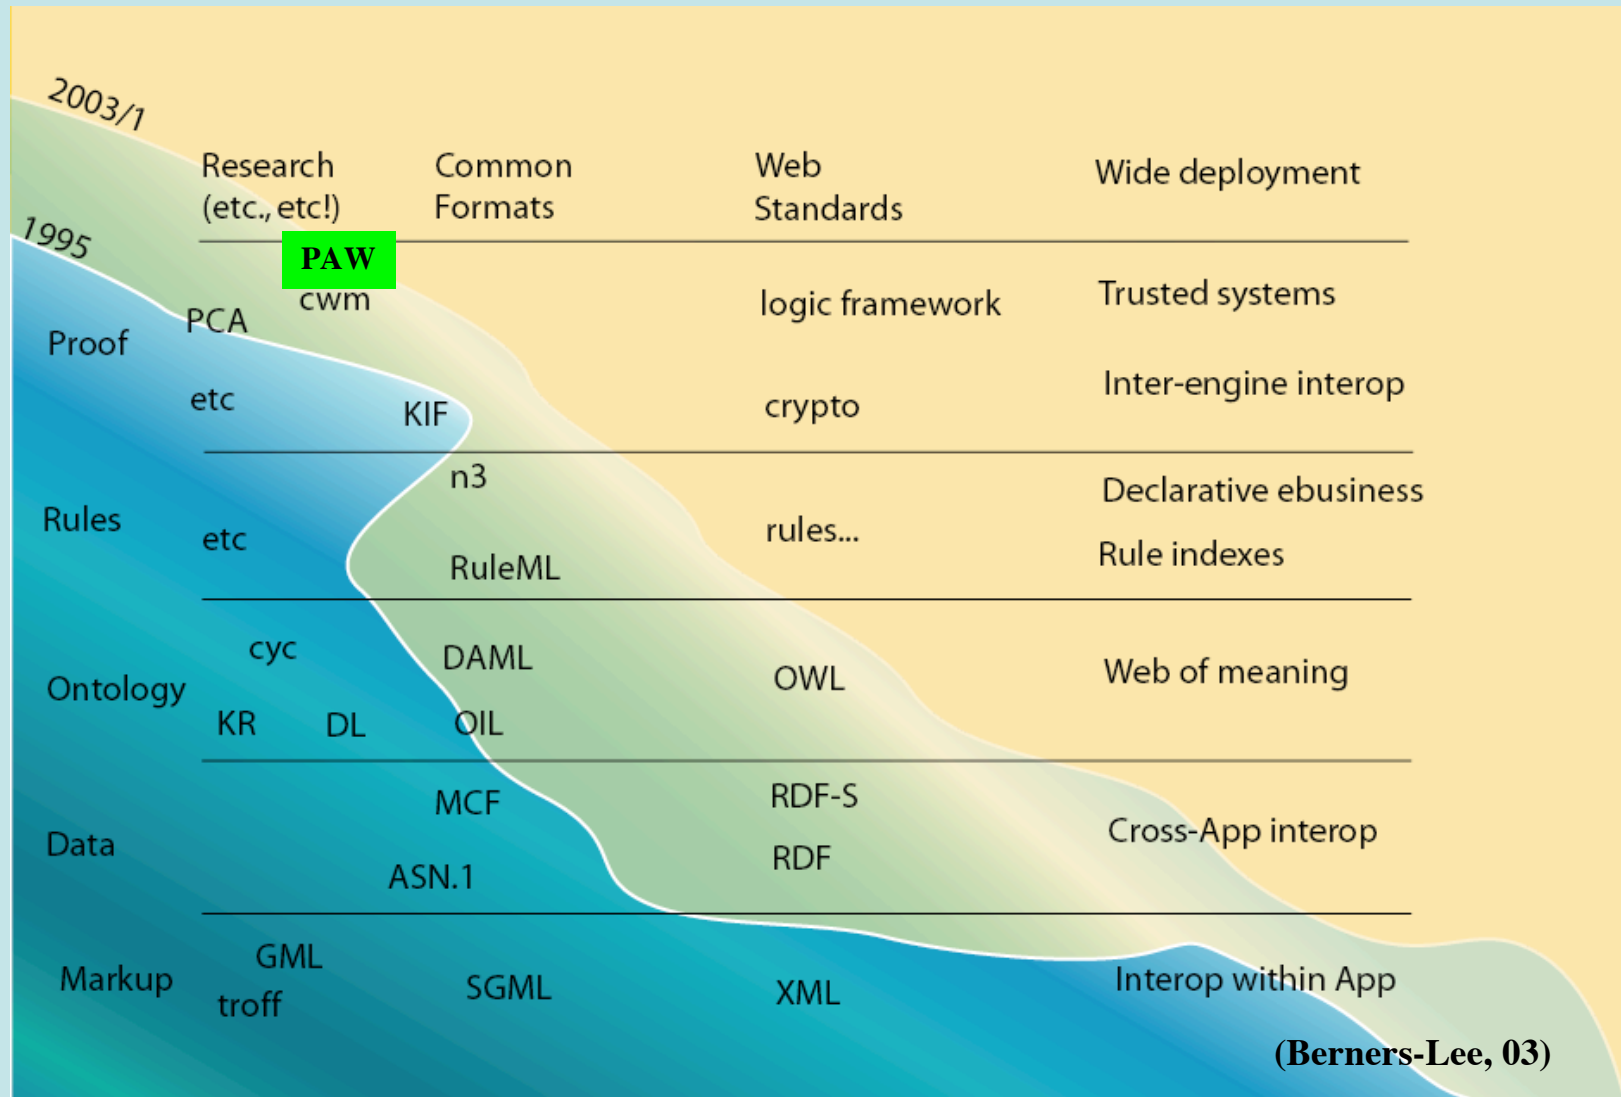 2003/1
1995
Research
(etc., etc!)
Common
Formats
Web
Standards
Wide deployment
PAW
cwm
PCA
Proof
etc
KIF
logic framework
crypto
Trusted systems
Inter-engine interop
Rules
etc
n3
RuleML
rules...
Declarative ebusiness
Rule indexes
Ontology
cyc
KR
DL
DAML
OIL
OWL
Web of meaning
Data
MCF
ASN.1
RDF-S
RDF
Cross-App interop
Markup
GML
troff
SGML
XML
Interop within App
(Berners-Lee, 03)